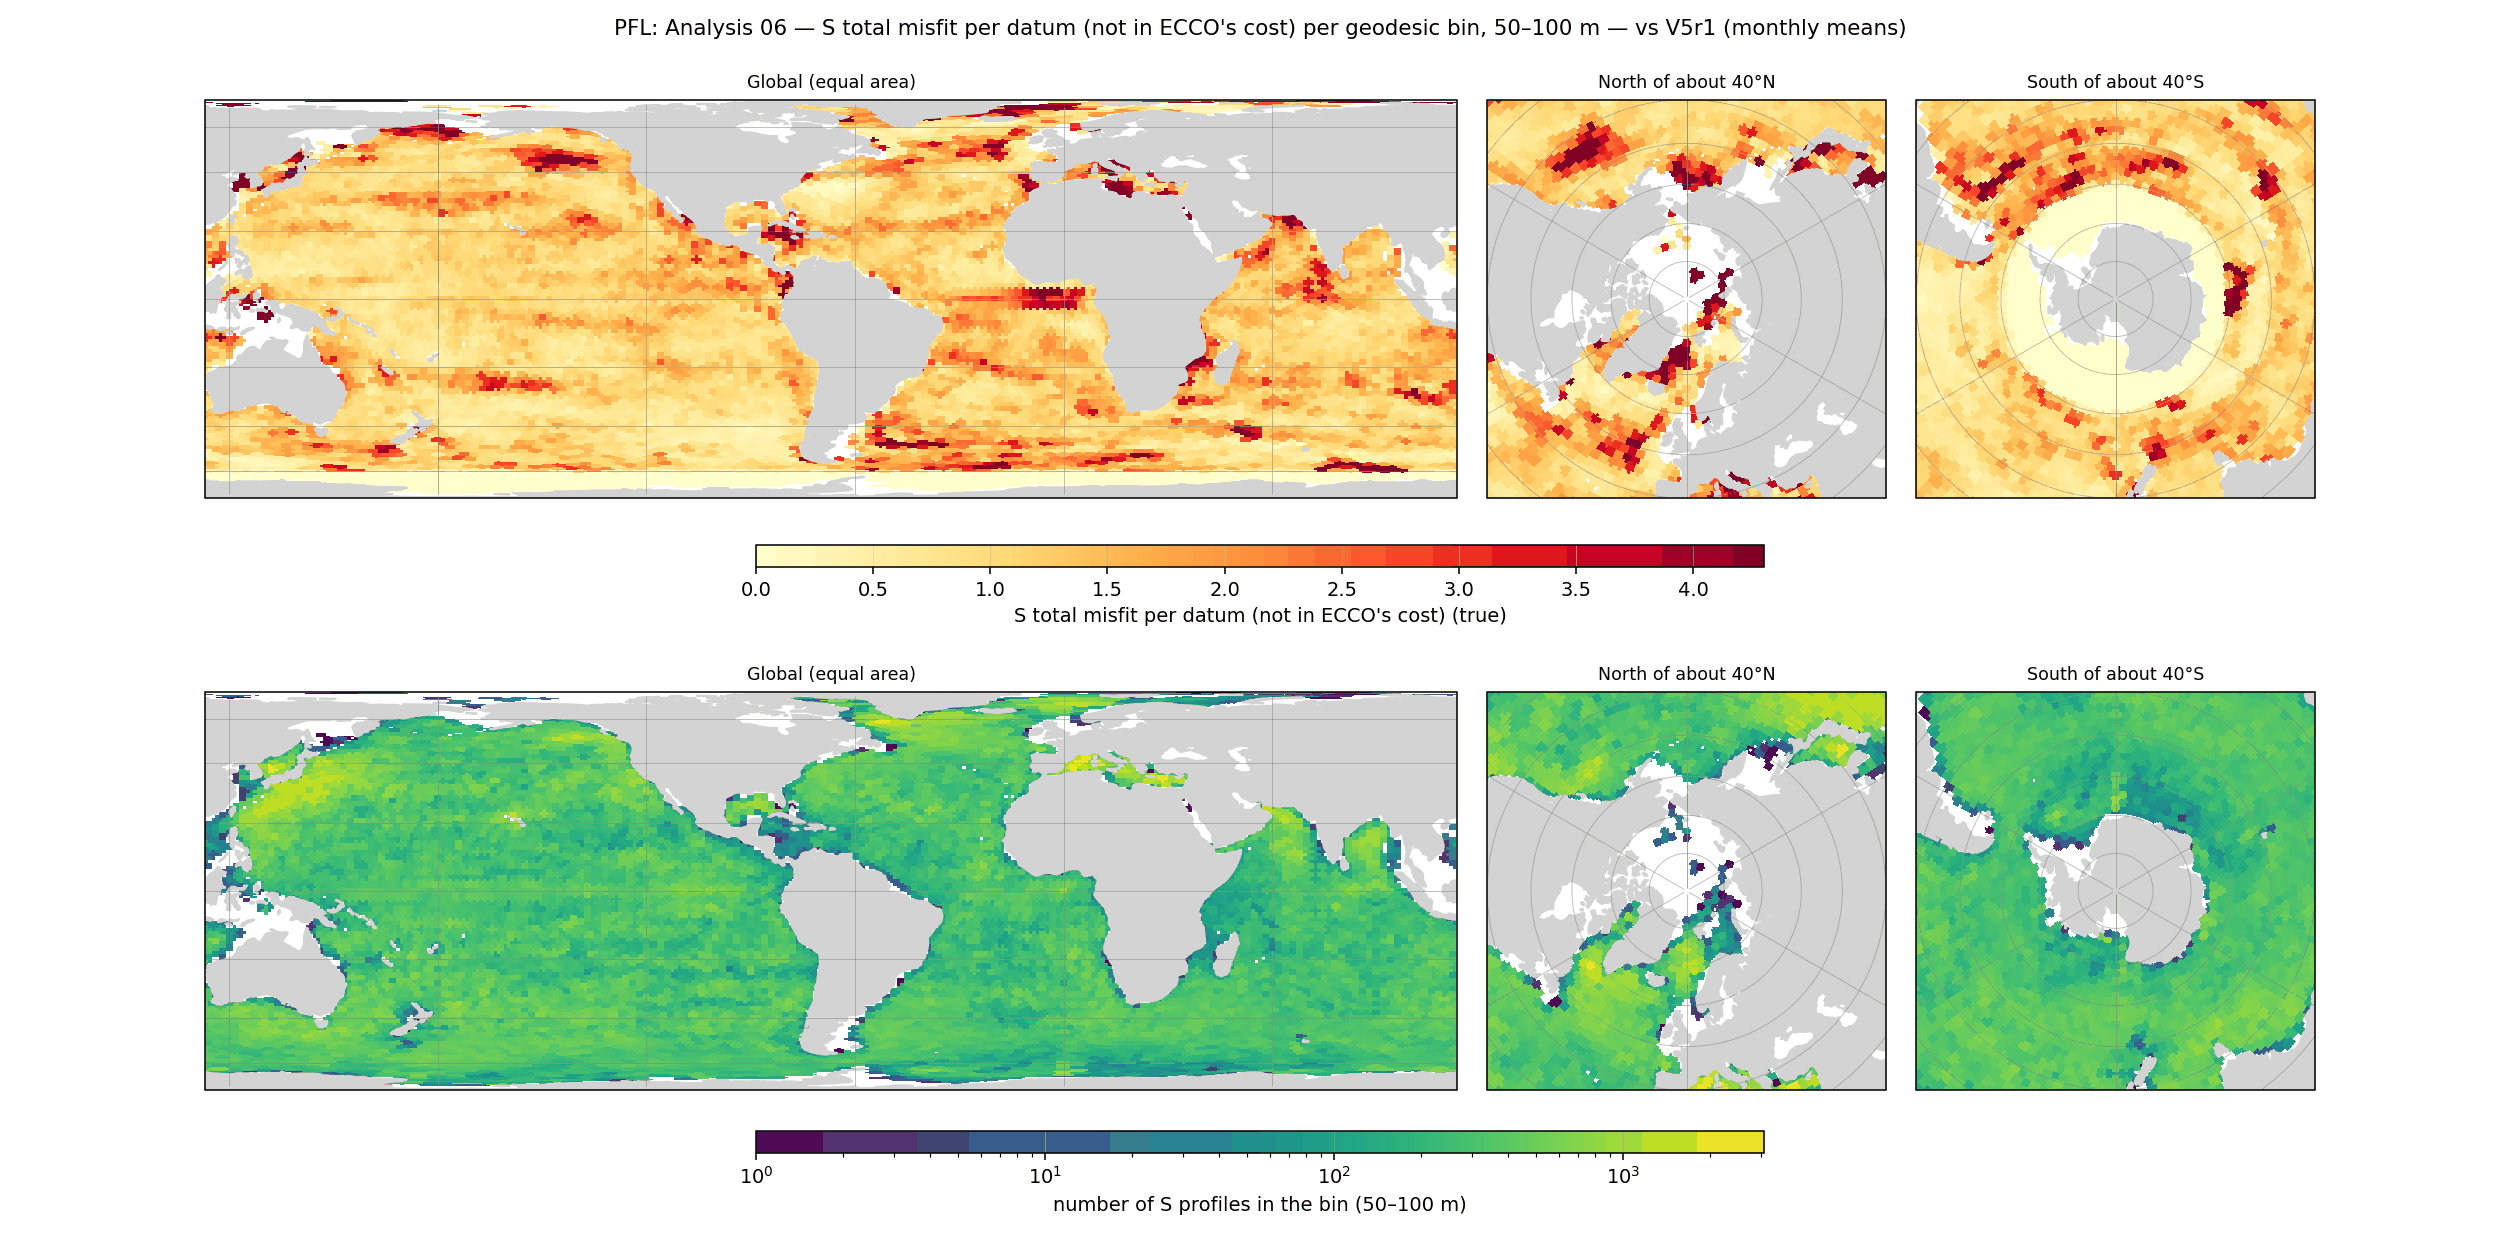 PFL: Analysis 06 — S total misfit per datum (not in ECCO's cost) per geodesic bin, 50–100 m — vs V5r1 (monthly means)
Global (equal area)
North of about 40°N
South of about 40°S
0.0 0.5 1.0 1.5 2.0 2.5 3.0 3.5 4.0
S total misfit per datum (not in ECCO's cost) (true)
Global (equal area)
North of about 40°N
South of about 40°S
10⁰ 10¹ 10² 10³
number of S profiles in the bin (50–100 m)